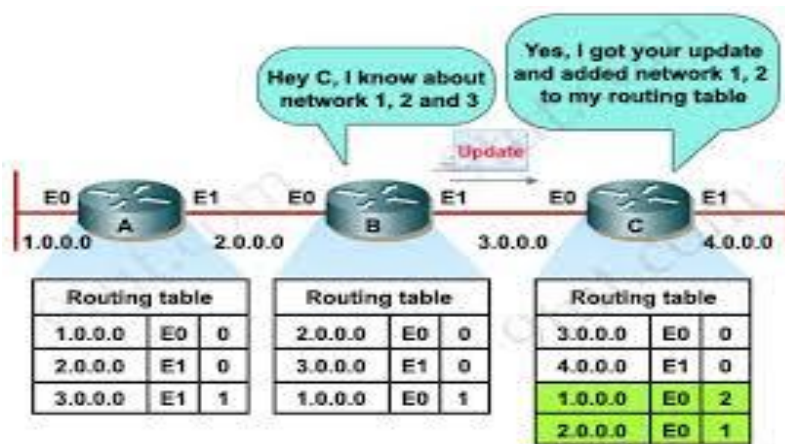 Hey C, I know about
network 1, 2 and 3
Yes, I got your update
and added network 1, 2
to my routing table
Update
E0
A
E1
E0
B
E1
E0
C
E1
1.0.0.0
2.0.0.0
3.0.0.0
4.0.0.0
Routing table
1.0.0.0 E0 0
2.0.0.0 E1 0
3.0.0.0 E1 1
Routing table
2.0.0.0 E0 0
3.0.0.0 E1 0
1.0.0.0 E0 1
Routing table
3.0.0.0 E0 0
4.0.0.0 E1 0
1.0.0.0 E0 2
2.0.0.0 E0 1